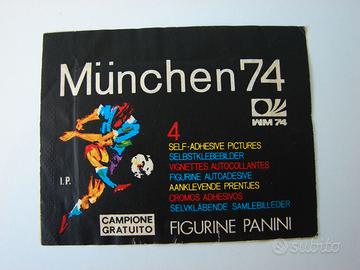 München 74
WM 74
4
SELF-ADHESIVE PICTURES
SELBSTKLEBEBILDER
VIGNETTES AUTOCOLLANTES
FIGURINE AUTOADESIVE
AANKLEVENDE PRENTJES
CROMOS ADHESIVOS
SELVKLÄBENDE SAMLEBILLEDER
I.P.
CAMPIONE
GRATUITO
FIGURINE PANINI
subito